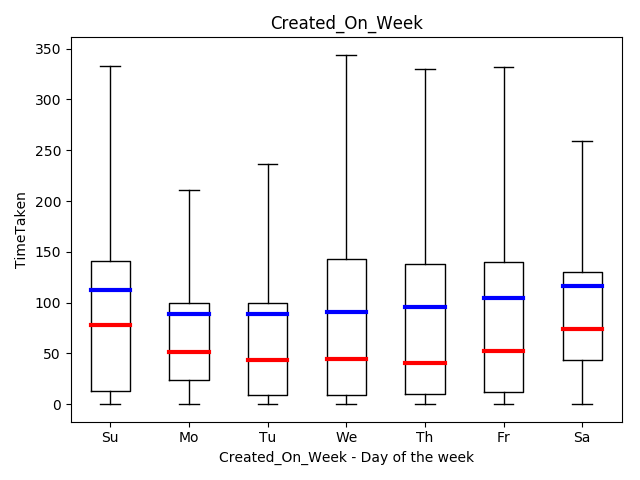 Created_On_Week
TimeTaken
350
300
250
200
150
100
50
0
Su Mo Tu We Th Fr Sa
Created_On_Week - Day of the week